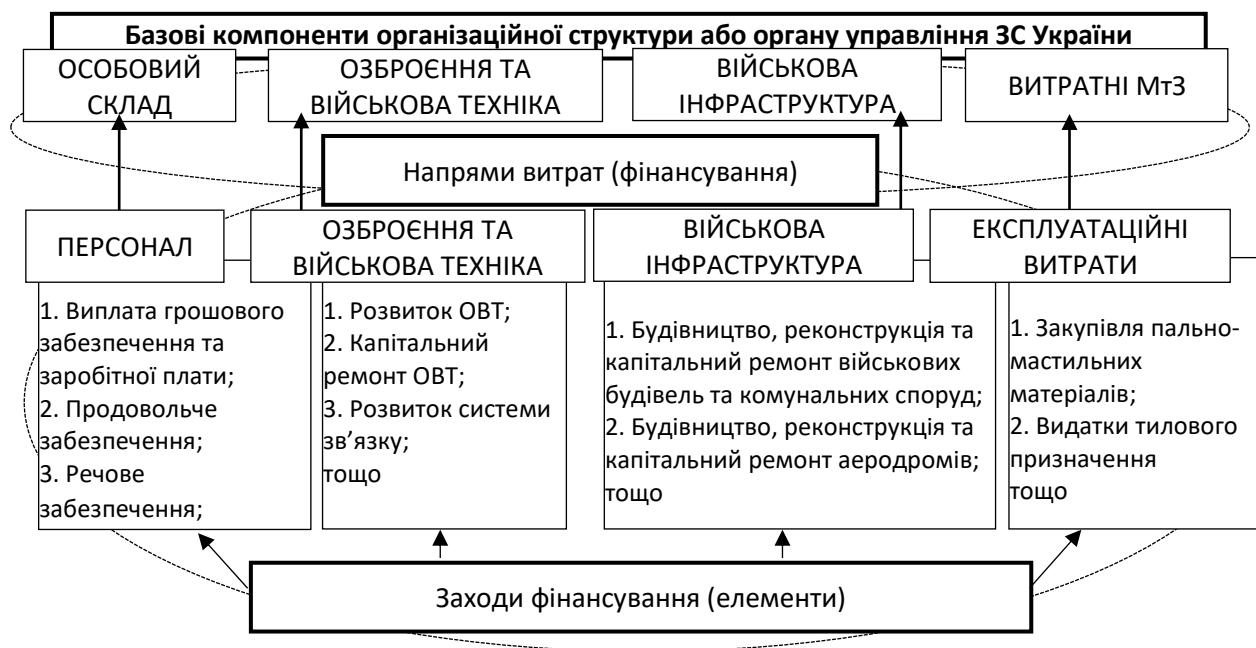 Базові компоненти організаційної структури або органу управління ЗС України
ОСОБОВИЙ
СКЛАД
ОЗБРОЄННЯ ТА
ВІЙСЬКОВА ТЕХНІКА
ВІЙСЬКОВА
ІНФРАСТРУКТУРА
ВИТРАТНІ МтЗ
Напрями витрат (фінансування)
ПЕРСОНАЛ
ОЗБРОЄННЯ ТА
ВІЙСЬКОВА ТЕХНІКА
ВІЙСЬКОВА
ІНФРАСТРУКТУРА
ЕКСПЛУАТАЦІЙНІ
ВИТРАТИ
1. Виплата грошового
забезпечення та
заробітної плати;
2. Продовольче
забезпечення;
3. Речове
забезпечення;
1. Розвиток ОВТ;
2. Капітальний
ремонт ОВТ;
3. Розвиток системи
зв’язку;
тощо
1. Будівництво, реконструкція та
капітальний ремонт військових
будівель та комунальних споруд;
2. Будівництво, реконструкція та
капітальний ремонт аеродромів;
тощо
1. Закупівля пально-
мастильних
матеріалів;
2. Видатки тилового
призначення
тощо
Заходи фінансування (елементи)